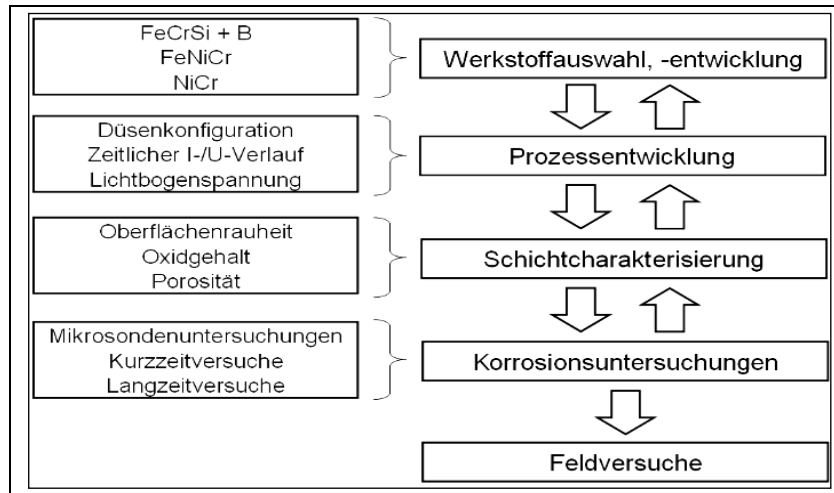 FeCrSi + B
FeNiCr
NiCr
Werkstoffauswahl, -entwicklung
Düsenkonfiguration
Zeitlicher I-/U-Verlauf
Lichtbogenspannung
Prozessentwicklung
Oberflächenrauheit
Oxidgehalt
Porosität
Schichtcharakterisierung
Mikrosondenuntersuchungen
Kurzzeitversuche
Langzeitversuche
Korrosionsuntersuchungen
Feldversuche